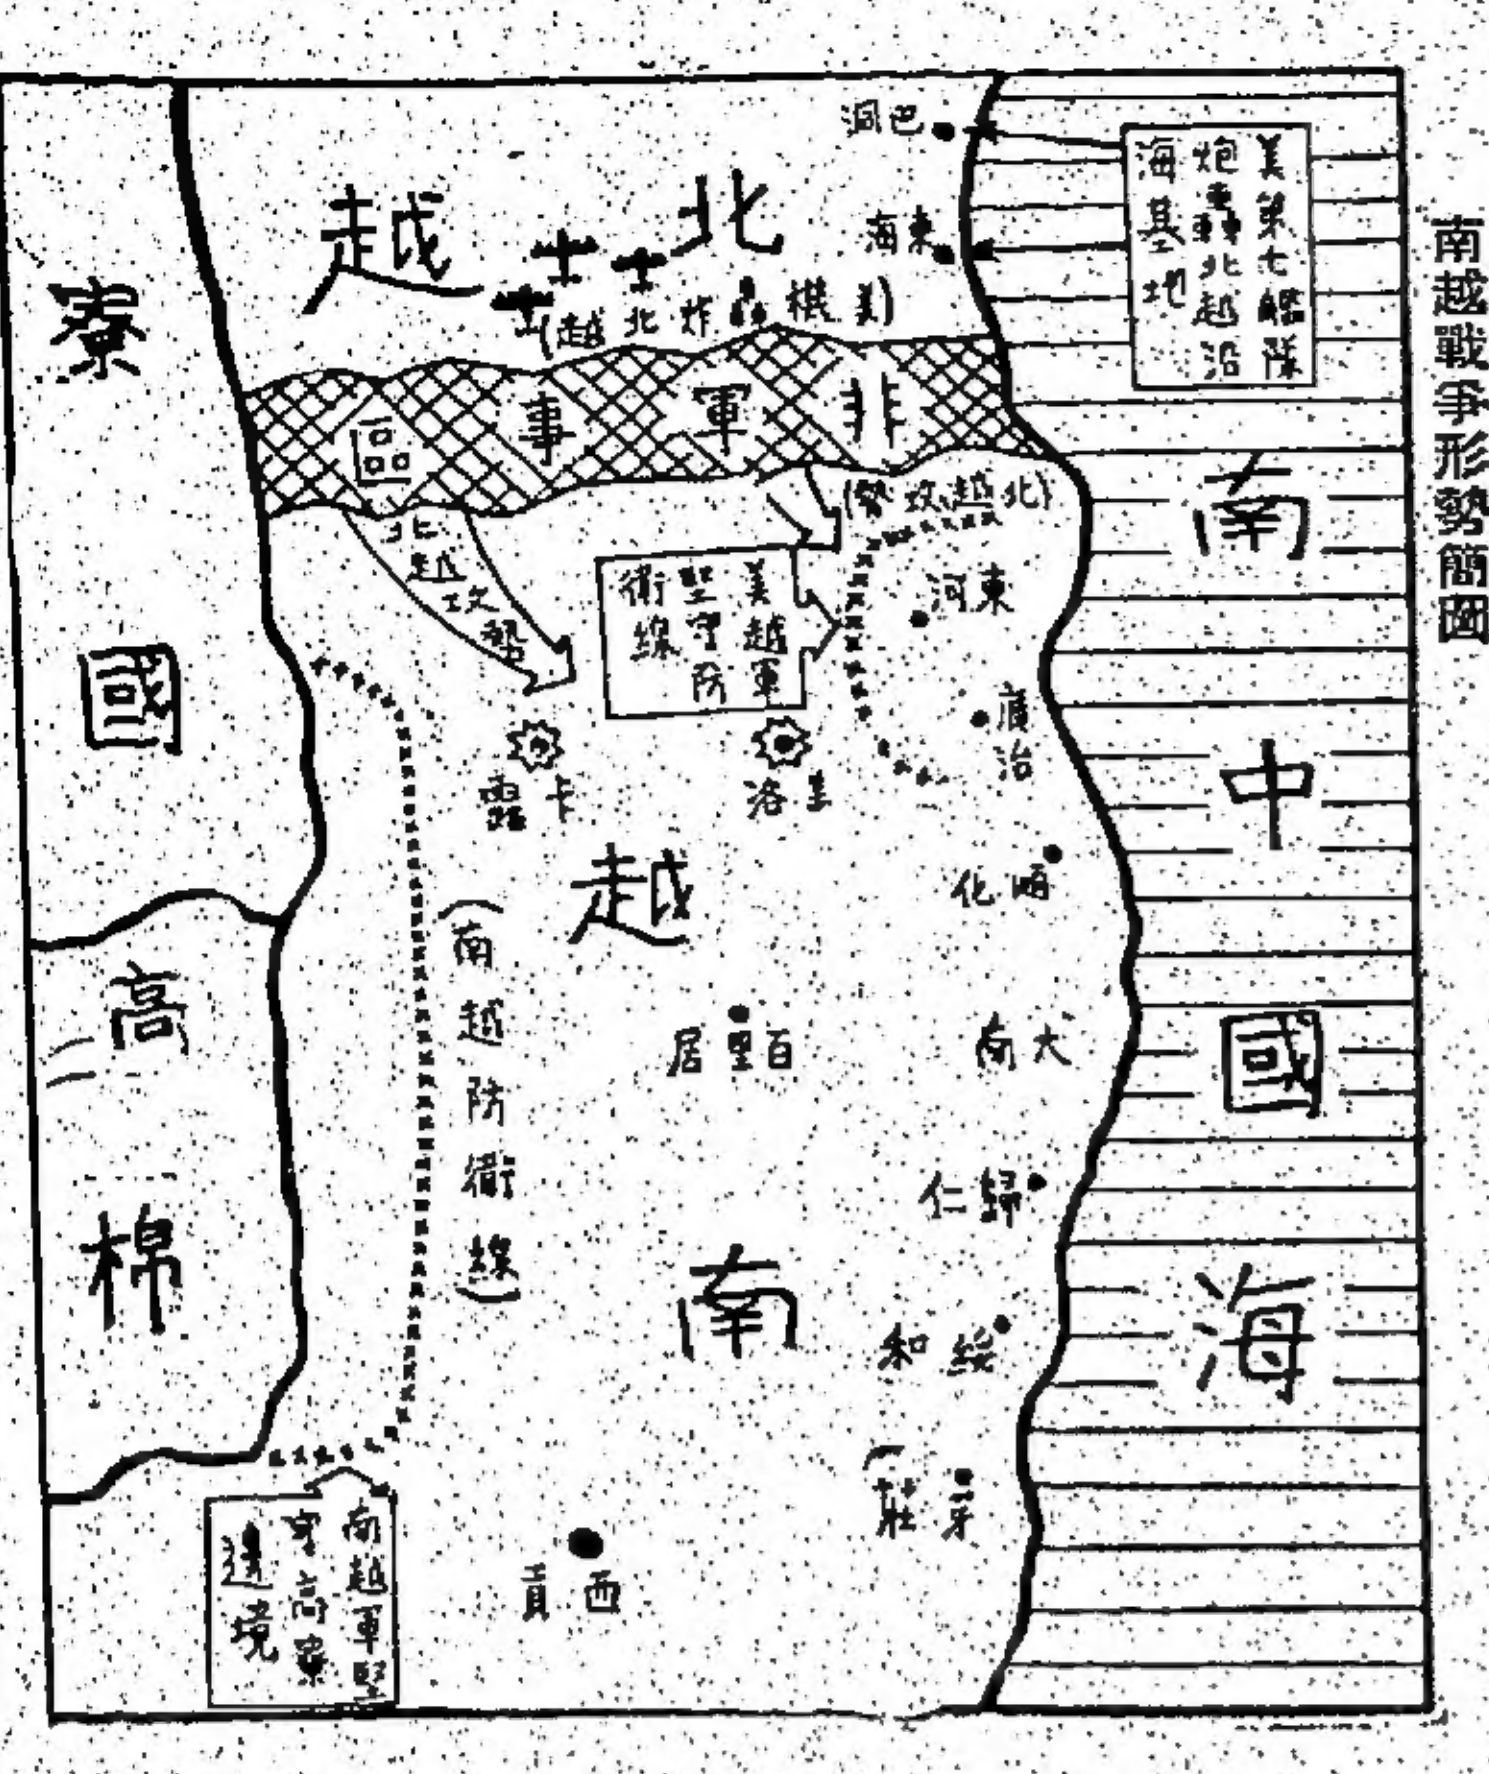 南越戰爭形勢簡圖
美第七艦隊
炮轟北越沿
海基地
巴洞
東海
北越
(美機轟炸北越)
非軍事區
(北越攻勢)
北越攻勢
美越軍
堅守防
衛線
東河
廣治
卡露
洛
順化
大南
百里居
歸仁
綏和
芽莊
西貢
南越
(南越防衛線)
寮國
高棉
南越軍堅
守高寮
邊境
南中國海